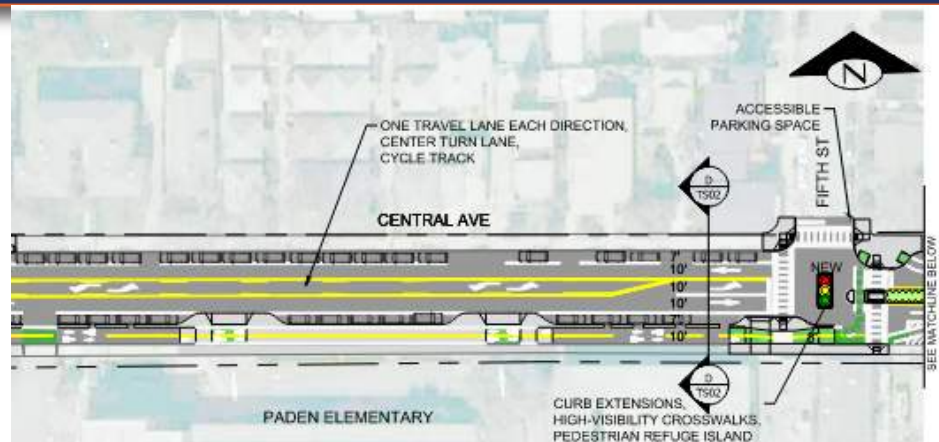 N
ONE TRAVEL LANE EACH DIRECTION,
CENTER TURN LANE,
CYCLE TRACK
ACCESSIBLE
PARKING SPACE
FIFTH ST
D
TS02
CENTRAL AVE
NEW
7'
10'
10'
10'
7'
10'
SEE MATCHLINE BELOW
D
TS02
PADEN ELEMENTARY
CURB EXTENSIONS,
HIGH-VISIBILITY CROSSWALKS,
PEDESTRIAN REFUGE ISLAND